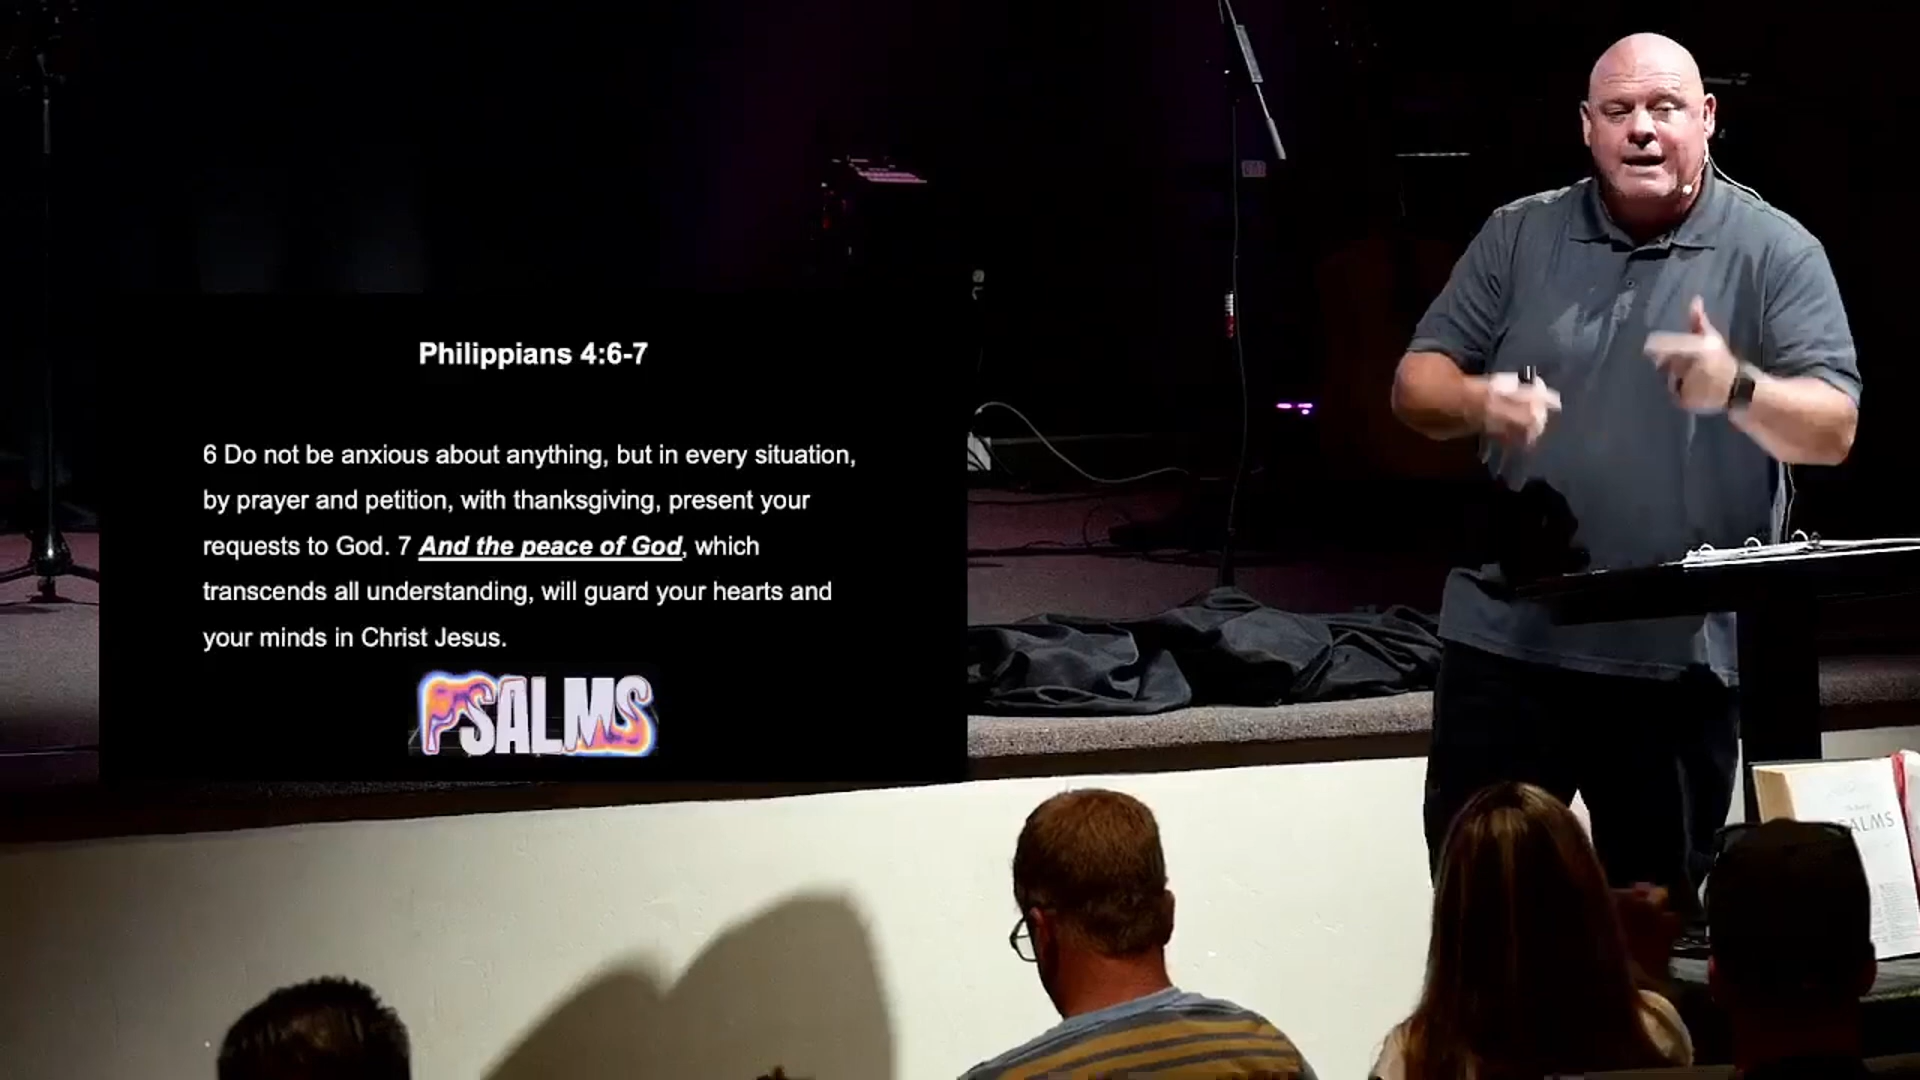 Philippians 4:6-7
6 Do not be anxious about anything, but in every situation,
by prayer and petition, with thanksgiving, present your
requests to God. 7 And the peace of God, which
transcends all understanding, will guard your hearts and
your minds in Christ Jesus.
PSALMS
ALMS